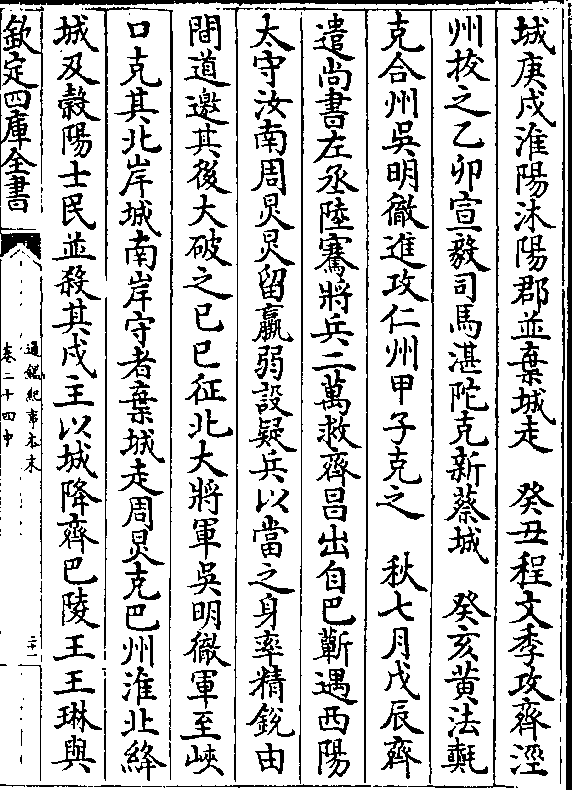 城庚戌淮陽沐陽郡並棄城走　癸丑程文季攻齊涇
州拔之乙卯宣毅司馬湛陀克新蔡城　癸亥黄法𣰋
克合州吳明徹進攻仁州甲子克之　秋七月戊辰齊
遣尚書左丞陸騫將兵二萬救齊昌出自巴蘄遇西陽
太守汝南周炅炅留羸弱設疑兵以當之身率精銳由
間道邀其後大破之已巳征北大將軍吳明徹軍至峽
口克其北岸城南岸守者棄城走周炅克巴州淮北絳
城及穀陽士民並殺其戍主以城降齊巴陵王王琳與
欽定四庫全書
通鑑紀事本末
卷二十四中
二十一